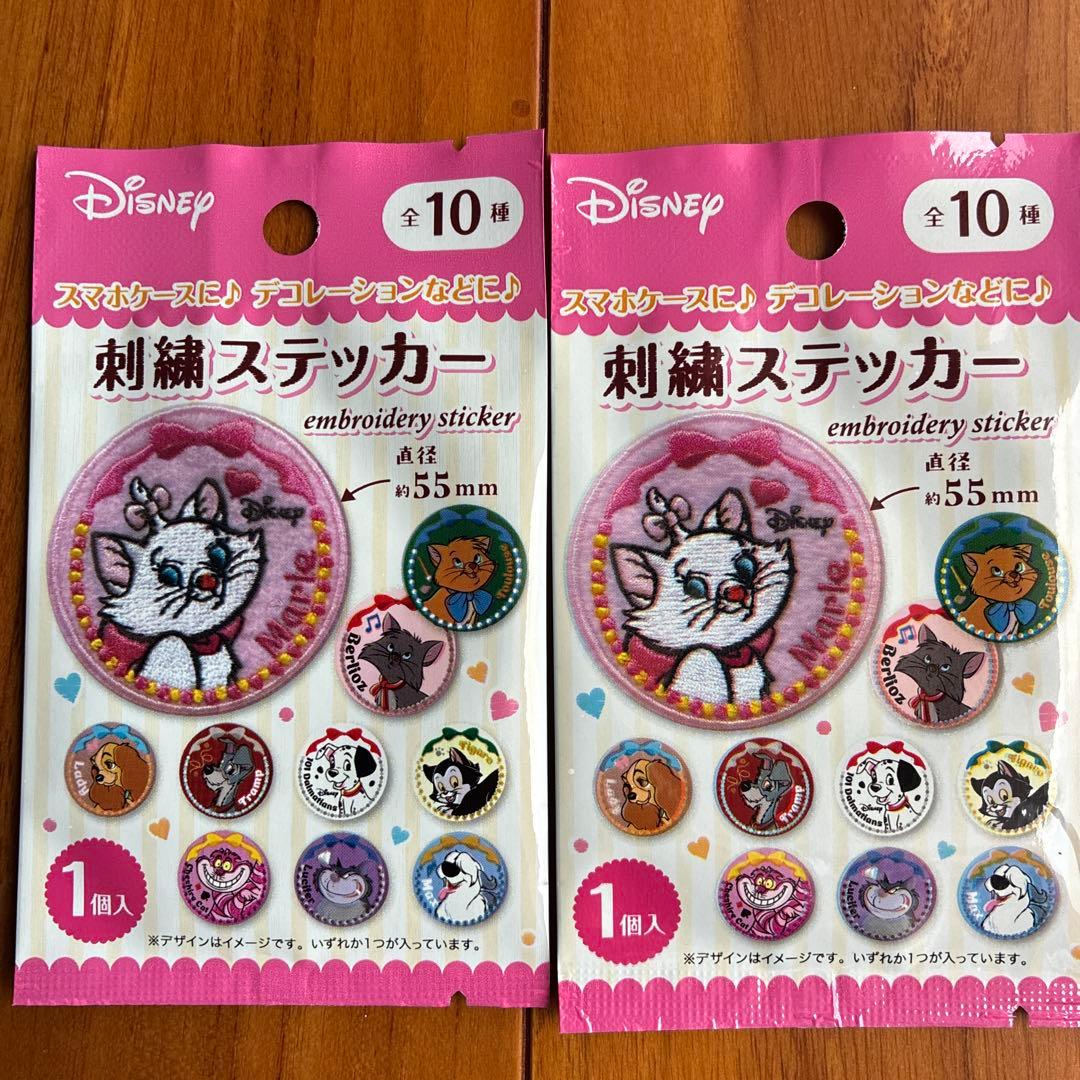 Disney
全10種
スマホケースに♪ デコレーションなどに♪
刺繍ステッカー
embroidery sticker
直径
約55mm
Disney
Marie
Toulouse
Berlioz
Lady
Tramp
101 Dalmatians
Disney
Figaro
Cheshire Cat
Lucifer
Max
1個入
※デザインはイメージです。いずれか1つが入っています。
Disney
全10種
スマホケースに♪ デコレーションなどに♪
刺繍ステッカー
embroidery sticker
直径
約55mm
Disney
Marie
Toulouse
Berlioz
Lady
Tramp
101 Dalmatians
Disney
Figaro
Cheshire Cat
Lucifer
Max
1個入
※デザインはイメージです。いずれか1つが入っています。